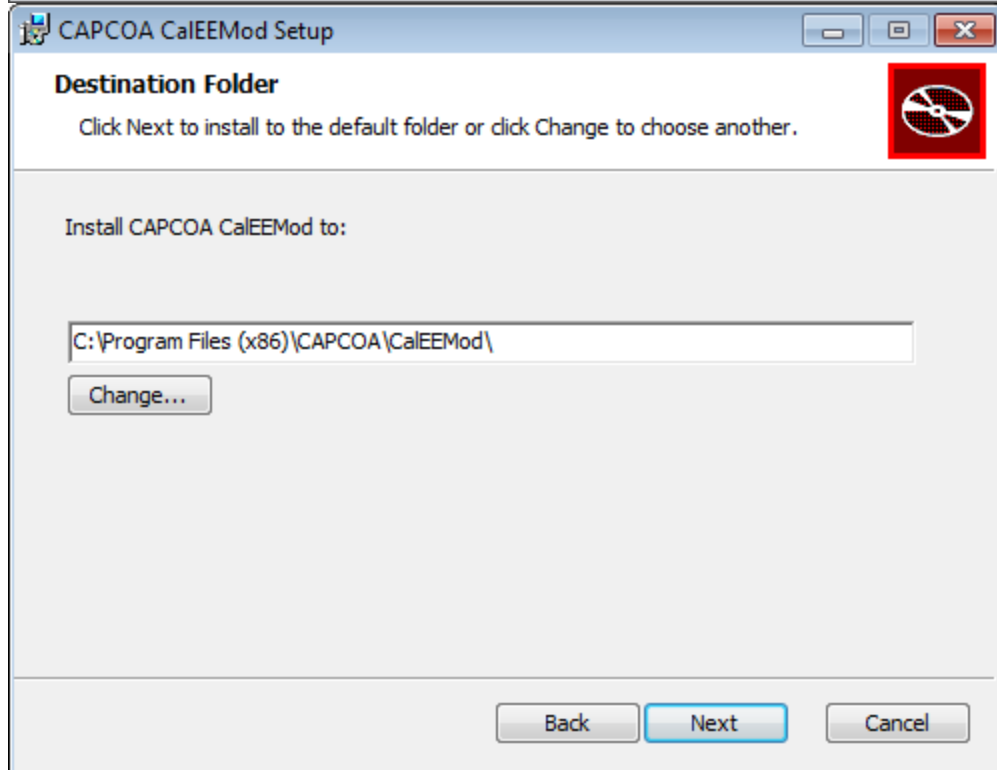 CAPCOA CalEEMod Setup
Destination Folder
Click Next to install to the default folder or click Change to choose another.
Install CAPCOA CalEEMod to:
C:\Program Files (x86)\CAPCOA\CalEEMod\
Change...
Back Next Cancel